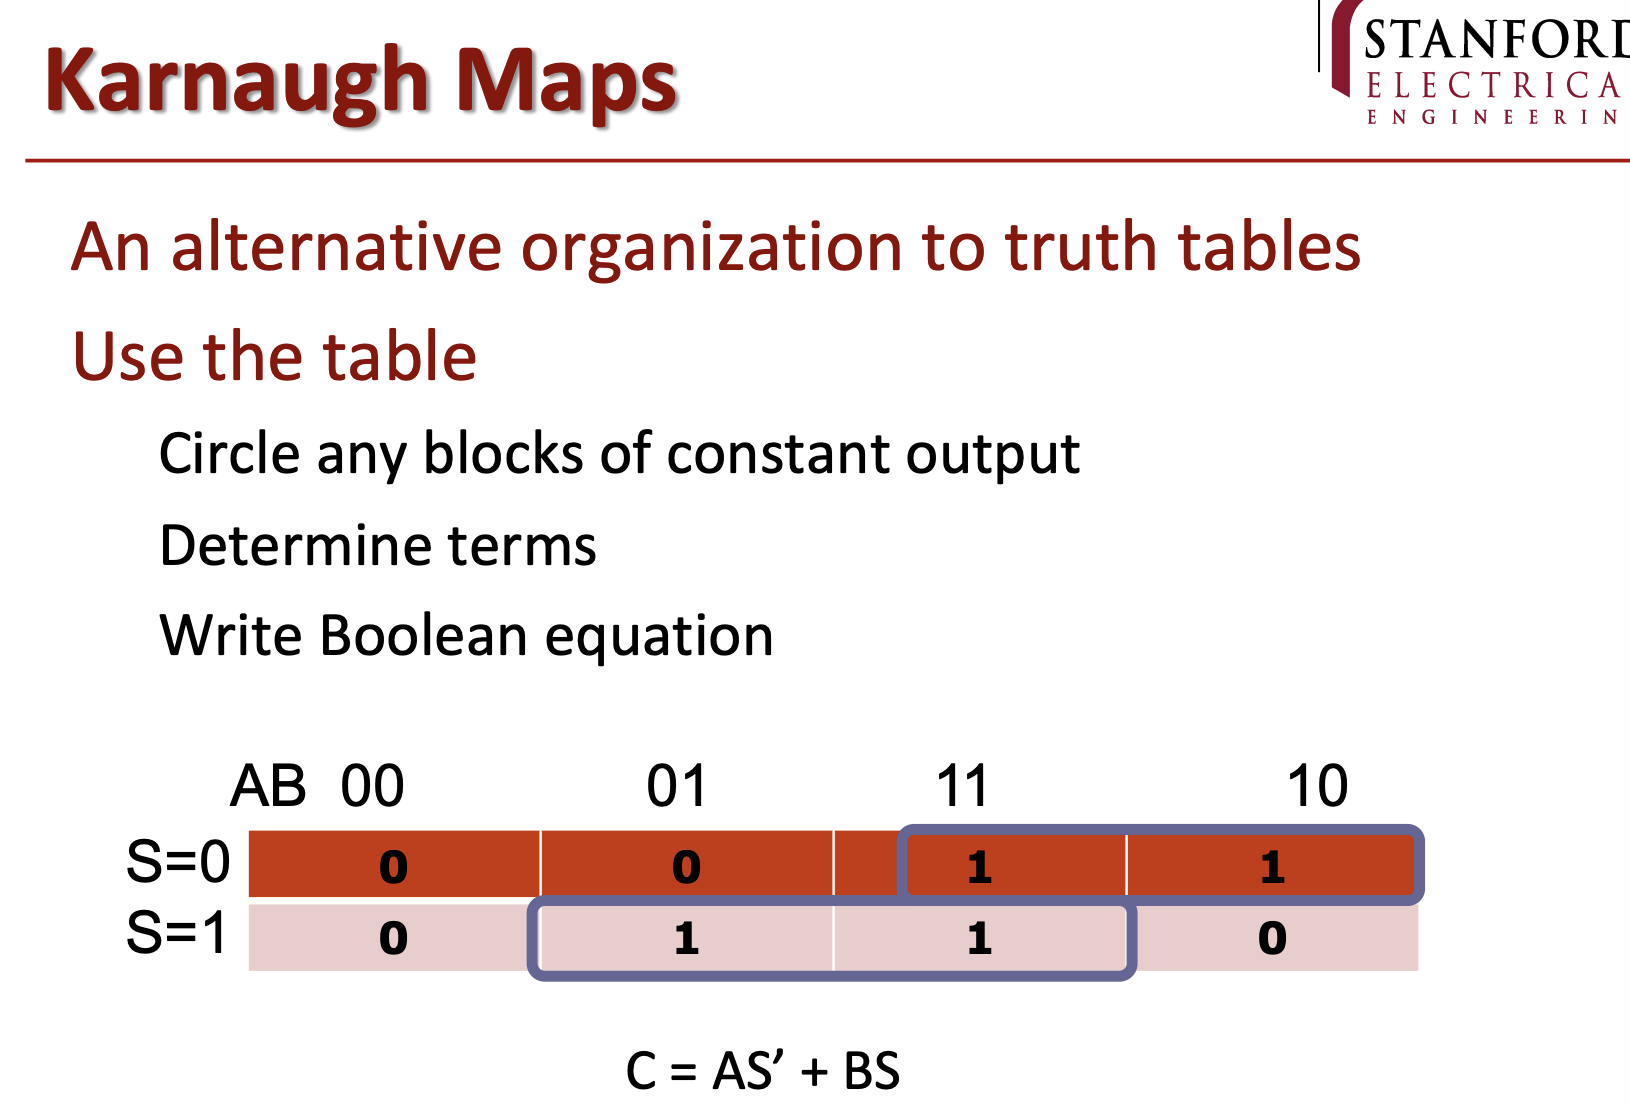 Karnaugh Maps
STANFORD
ELECTRICA
ENGINEERIN
An alternative organization to truth tables
Use the table
Circle any blocks of constant output
Determine terms
Write Boolean equation
AB 00 01 11 10
S=0 0 0 1 1
S=1 0 1 1 0
C = AS’ + BS